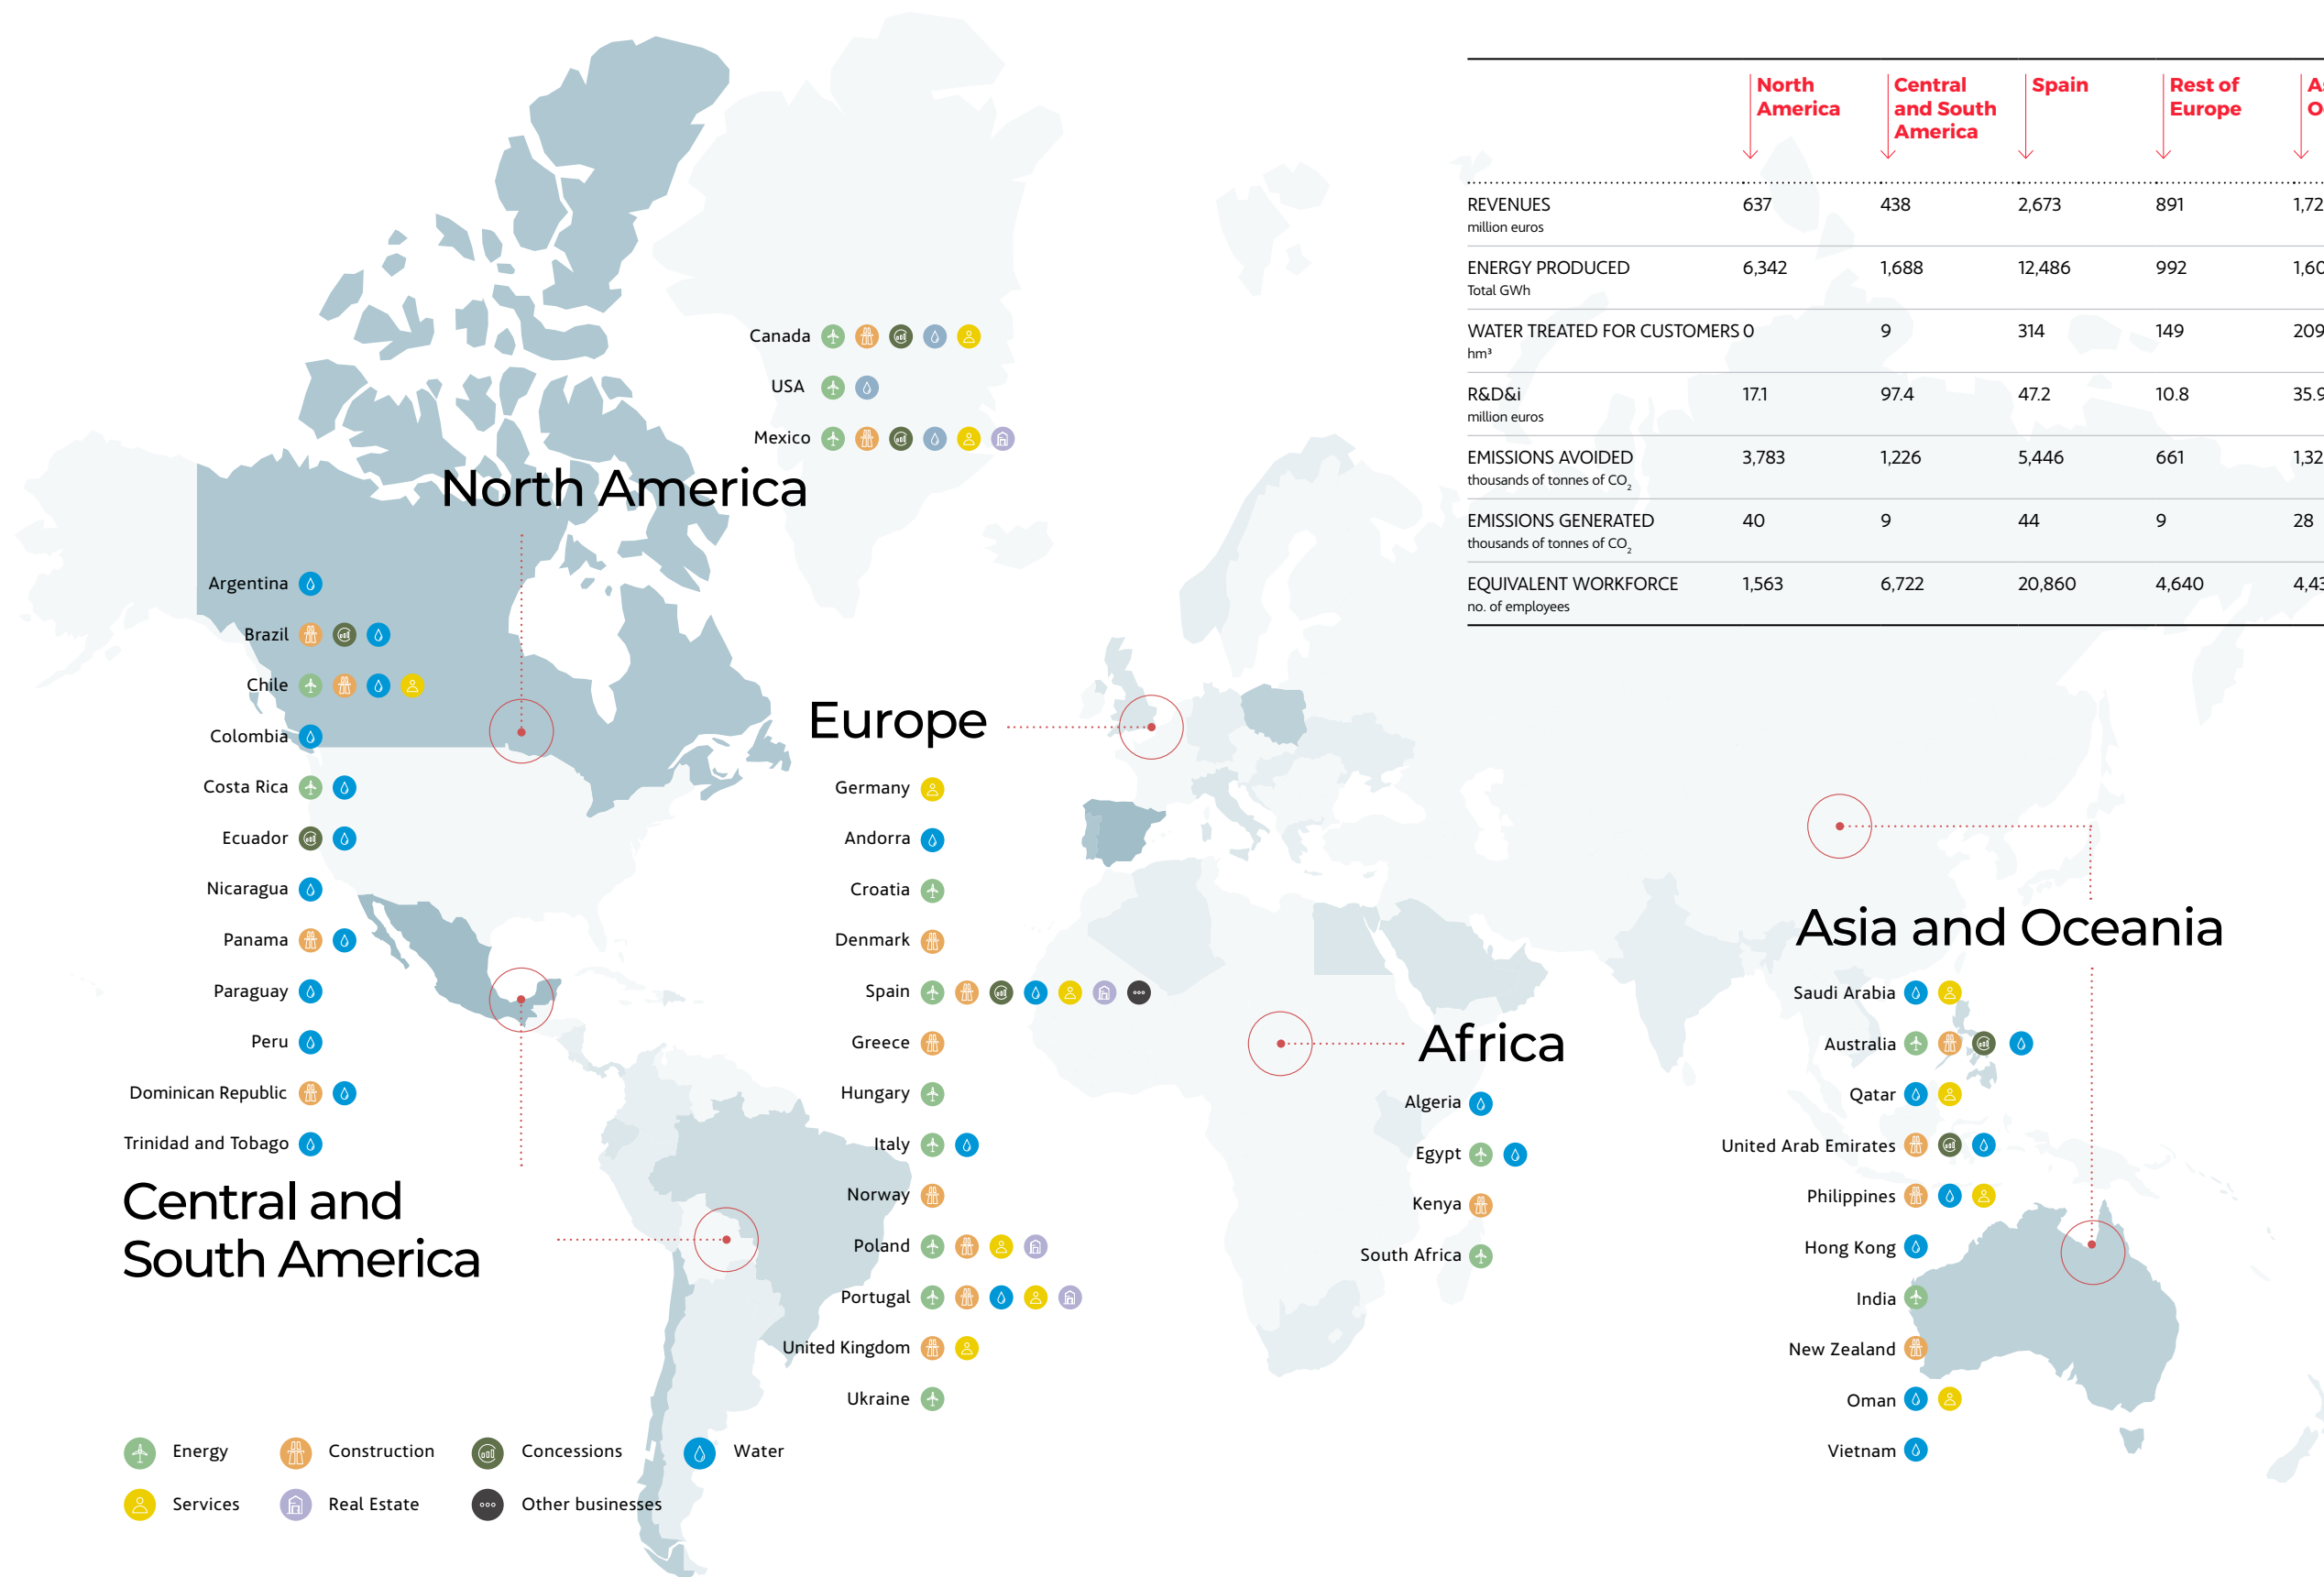 North America
Central and South America
Spain
Rest of Europe
REVENUES 637 438 2,673 891
million euros
ENERGY PRODUCED 6,342 1,688 12,486 992
Total GWh
WATER TREATED FOR CUSTOMERS 0 9 314 149 209
hm³
R&D&i 17.1 97.4 47.2 10.8 35.9
million euros
EMISSIONS AVOIDED 3,783 1,226 5,446 661
thousands of tonnes of CO₂
EMISSIONS GENERATED 40 9 44 9 28
thousands of tonnes of CO₂
EQUIVALENT WORKFORCE 1,563 6,722 20,860 4,640
no. of employees
Canada
USA
Mexico
North America
Argentina
Brazil
Chile
Colombia
Costa Rica
Ecuador
Nicaragua
Panama
Paraguay
Peru
Dominican Republic
Trinidad and Tobago
Central and
South America
Europe
Germany
Andorra
Croatia
Denmark
Spain
Greece
Hungary
Italy
Norway
Poland
Portugal
United Kingdom
Ukraine
Africa
Algeria
Egypt
Kenya
South Africa
Asia and Oceania
Saudi Arabia
Australia
Qatar
United Arab Emirates
Philippines
Hong Kong
India
New Zealand
Oman
Vietnam
Energy
Construction
Concessions
Water
Services
Real Estate
Other businesses